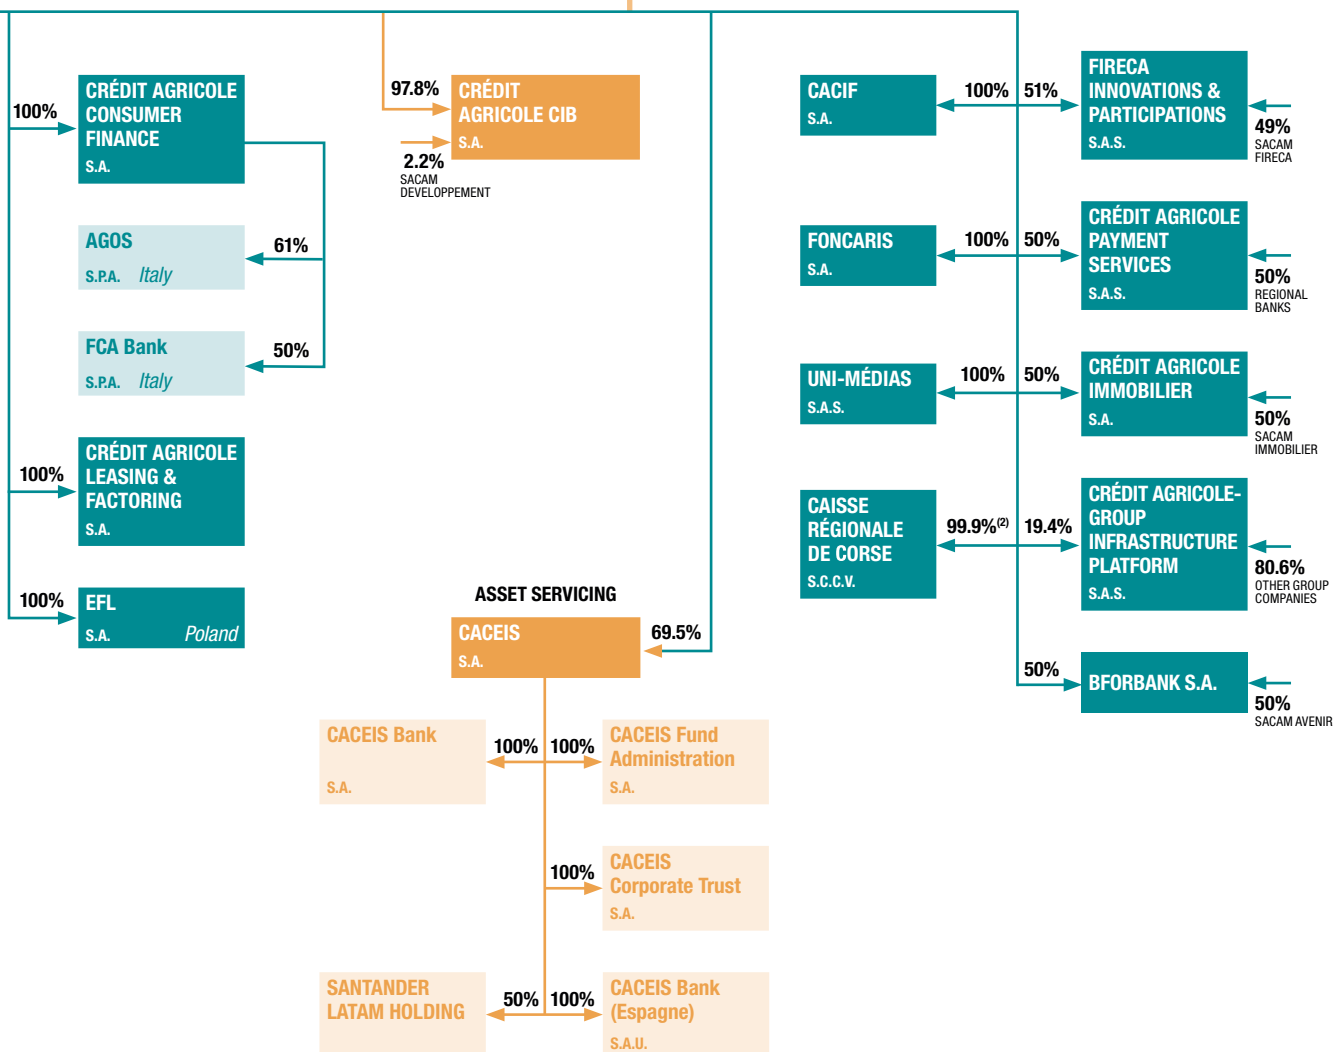 100%
CRÉDIT AGRICOLE
CONSUMER
FINANCE
S.A.
61%
AGOS
S.P.A. Italy
50%
FCA Bank
S.P.A. Italy
100%
CRÉDIT AGRICOLE
LEASING &
FACTORING
S.A.
100%
EFL
S.A. Poland
97.8%
CRÉDIT
AGRICOLE CIB
S.A.
2.2%
SACAM
DEVELOPPEMENT
ASSET SERVICING
CACEIS
S.A.
69.5%
CACEIS Bank
S.A.
100%
100%
CACEIS Fund
Administration
S.A.
100%
CACEIS
Corporate Trust
S.A.
SANTANDER
LATAM HOLDING
50%
100%
CACEIS Bank
(Espagne)
S.A.U.
CACIF
S.A.
100%
51%
FIRECA
INNOVATIONS &
PARTICIPATIONS
S.A.S.
49%
SACAM
FIRECA
FONCARIS
S.A.
100%
50%
CRÉDIT AGRICOLE
PAYMENT
SERVICES
S.A.S.
50%
REGIONAL
BANKS
UNI-MÉDIAS
S.A.S.
100%
50%
CRÉDIT AGRICOLE
IMMOBILIER
S.A.
50%
SACAM
IMMOBILIER
CAISSE
RÉGIONALE
DE CORSE
S.C.C.V.
99.9%(2)
19.4%
CRÉDIT AGRICOLE-
GROUP
INFRASTRUCTURE
PLATFORM
S.A.S.
80.6%
OTHER GROUP
COMPANIES
50%
BFORBANK S.A.
50%
SACAM AVENIR